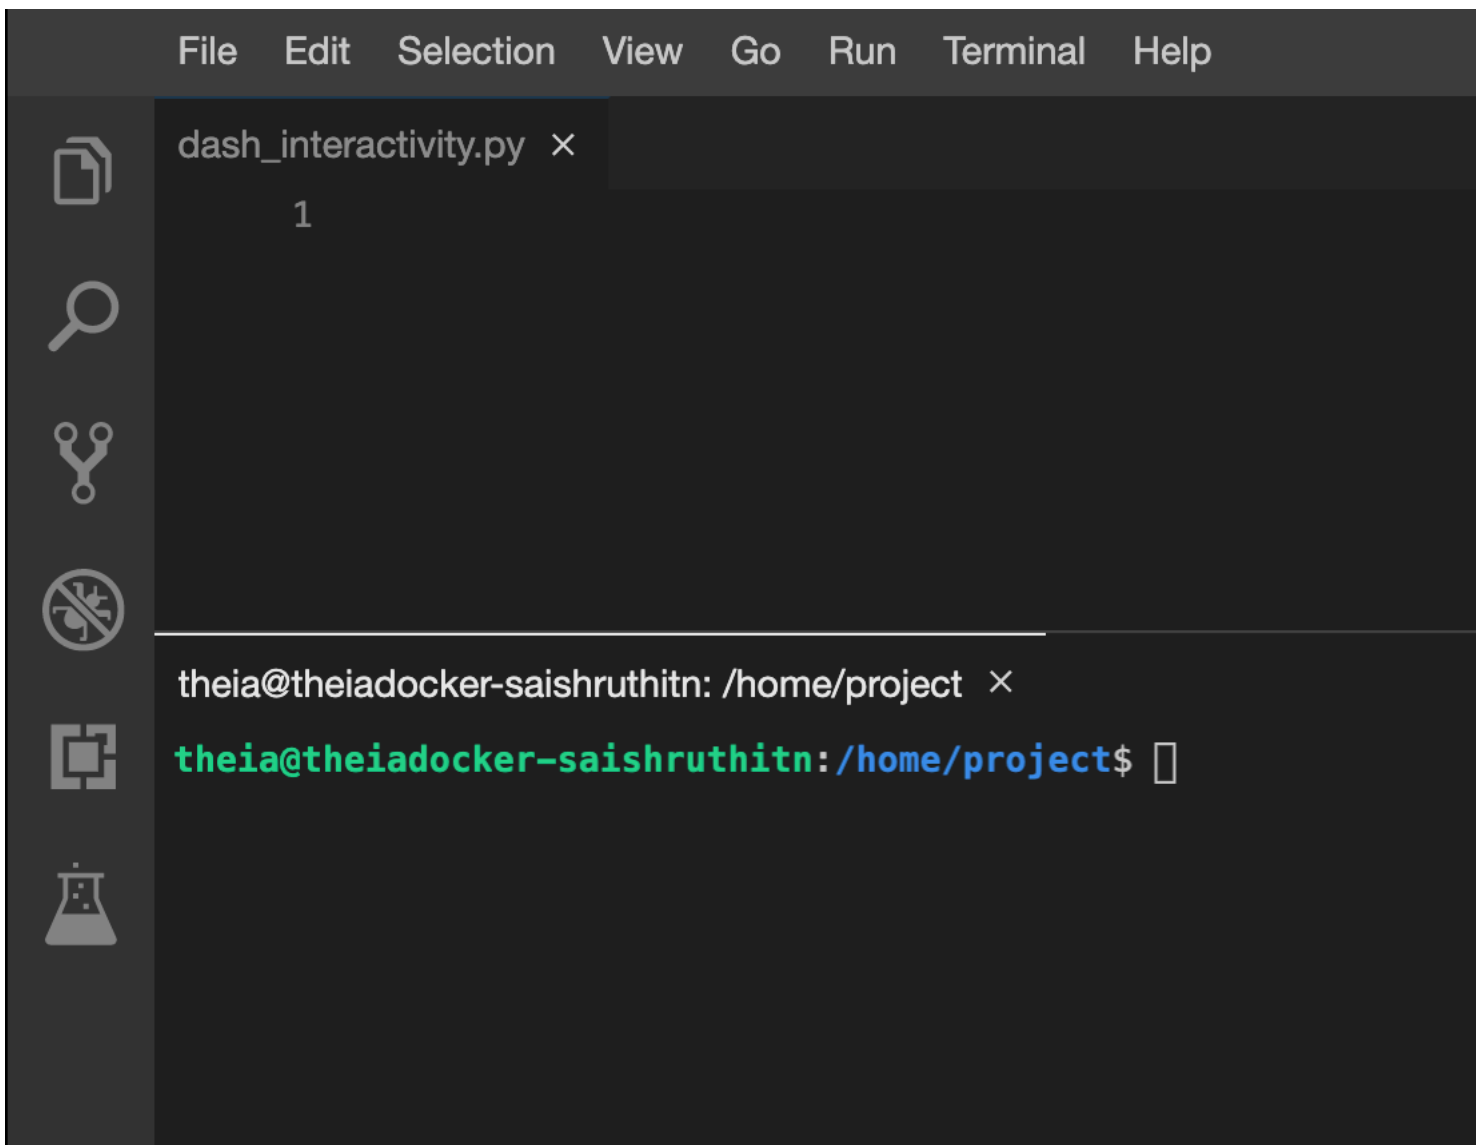 File Edit Selection View Go Run Terminal Help
dash_interactivity.py ×
1
theia@theiadocker-saishruthitn: /home/project ×
theia@theiadocker-saishruthitn:/home/project$